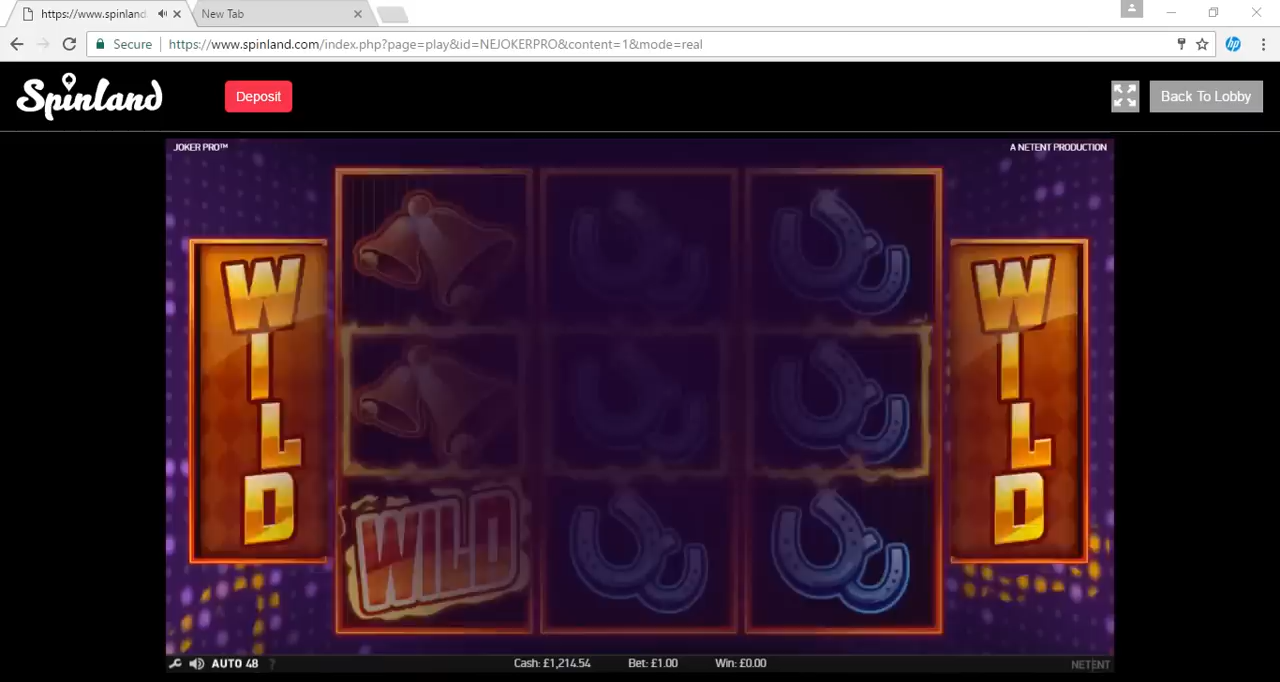 https://www.spinland.
New Tab
Secure
https://www.spinland.com/index.php?page=play&id=NEJOKERPRO&content=1&mode=real
hp
Spinland
Deposit
Back To Lobby
JOKER PRO™
A NETENT PRODUCTION
WILD
WILD
WILD
AUTO 48
?
Cash: £1,214.54
Bet: £1.00
Win: £0.00
NETENT